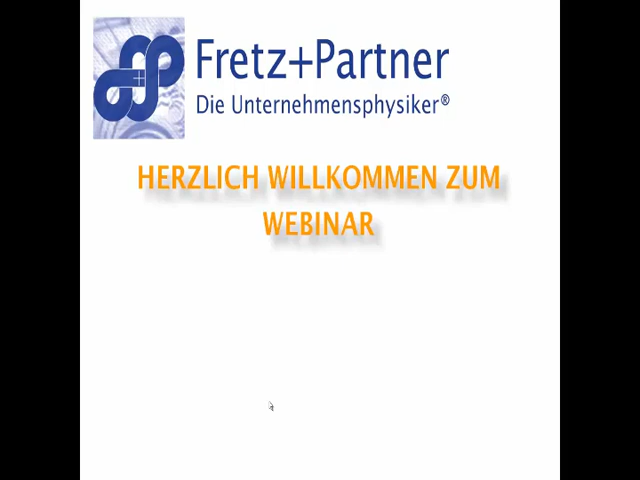 Fretz+Partner
Die Unternehmensphysiker®
HERZLICH WILLKOMMEN ZUM
WEBINAR